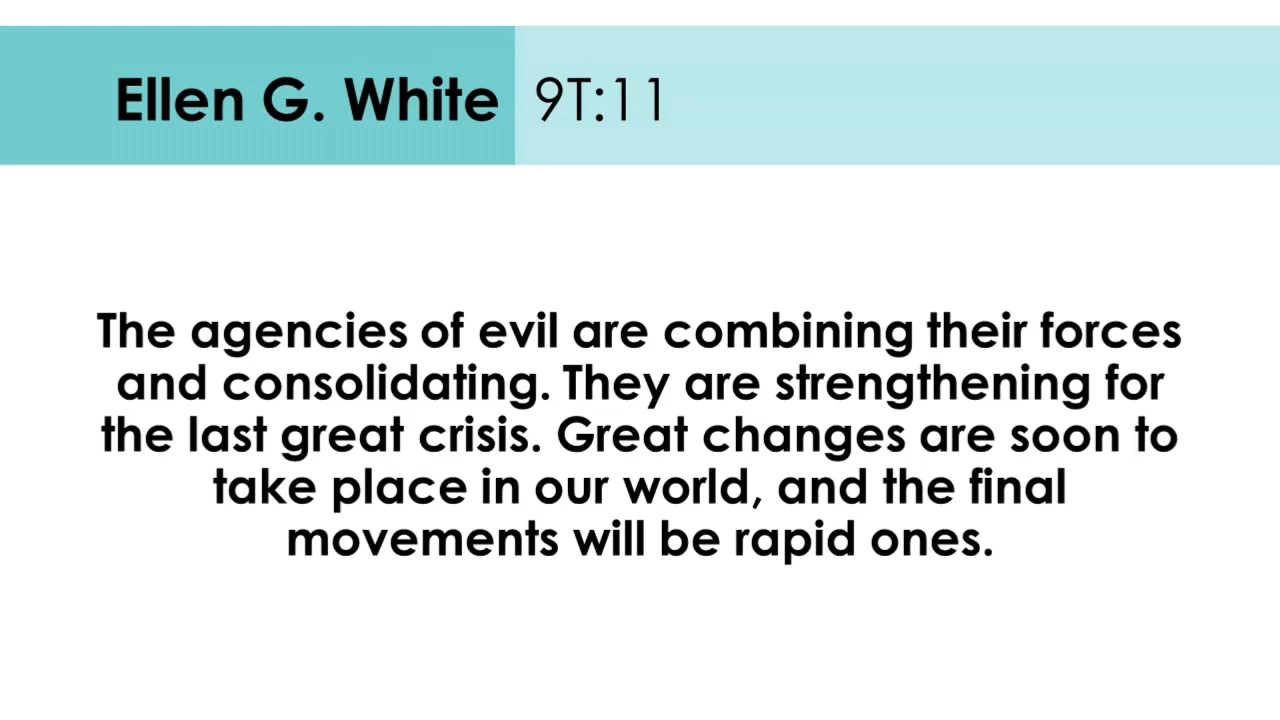 Ellen G. White 9T:11
The agencies of evil are combining their forces
and consolidating. They are strengthening for
the last great crisis. Great changes are soon to
take place in our world, and the final
movements will be rapid ones.